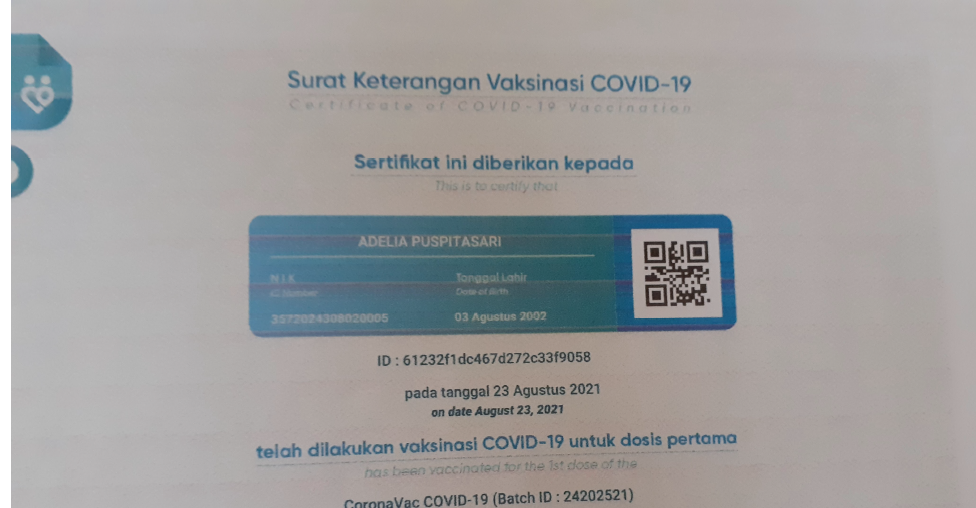 Surat Keterangan Vaksinasi COVID-19
Certificate of COVID-19 Vaccination
Sertifikat ini diberikan kepada
This is to certify that
ADELIA PUSPITASARI
NIK Tanggal Lahir
ID Number Date of Birth
3572024308020005 03 Agustus 2002
ID : 61232f1dc467d272c33f9058
pada tanggal 23 Agustus 2021
on date August 23, 2021
telah dilakukan vaksinasi COVID-19 untuk dosis pertama
has been vaccinated for the 1st dose of the
CoronaVac COVID-19 (Batch ID : 24202521)